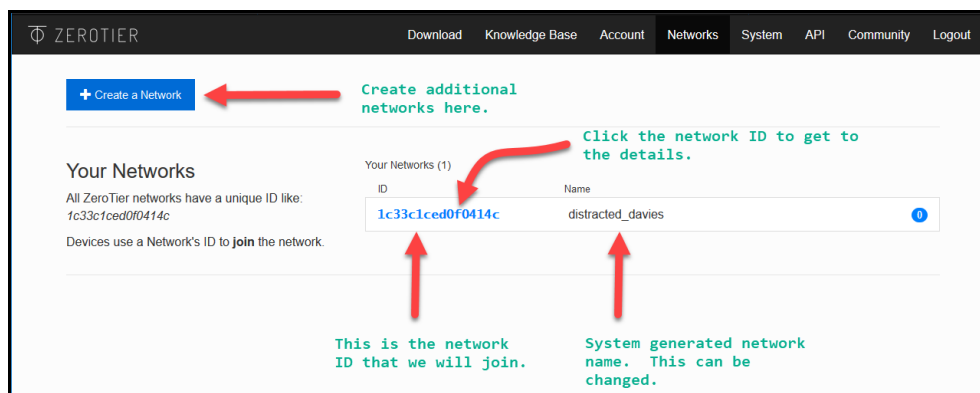 ZEROTIER
Download Knowledge Base Account Networks System API Community Logout
+ Create a Network
Create additional
networks here.
Click the network ID to get to
the details.
Your Networks
All ZeroTier networks have a unique ID like:
1c33c1ced0f0414c
Devices use a Network's ID to join the network.
Your Networks (1)
ID Name
1c33c1ced0f0414c distracted_davies 0
This is the network
ID that we will join.
System generated network
name. This can be
changed.